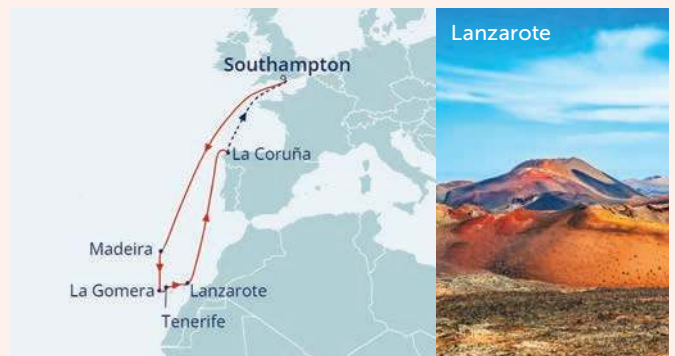 Southampton
La Coruña
Madeira
La Gomera
Lanzarote
Tenerife
Lanzarote